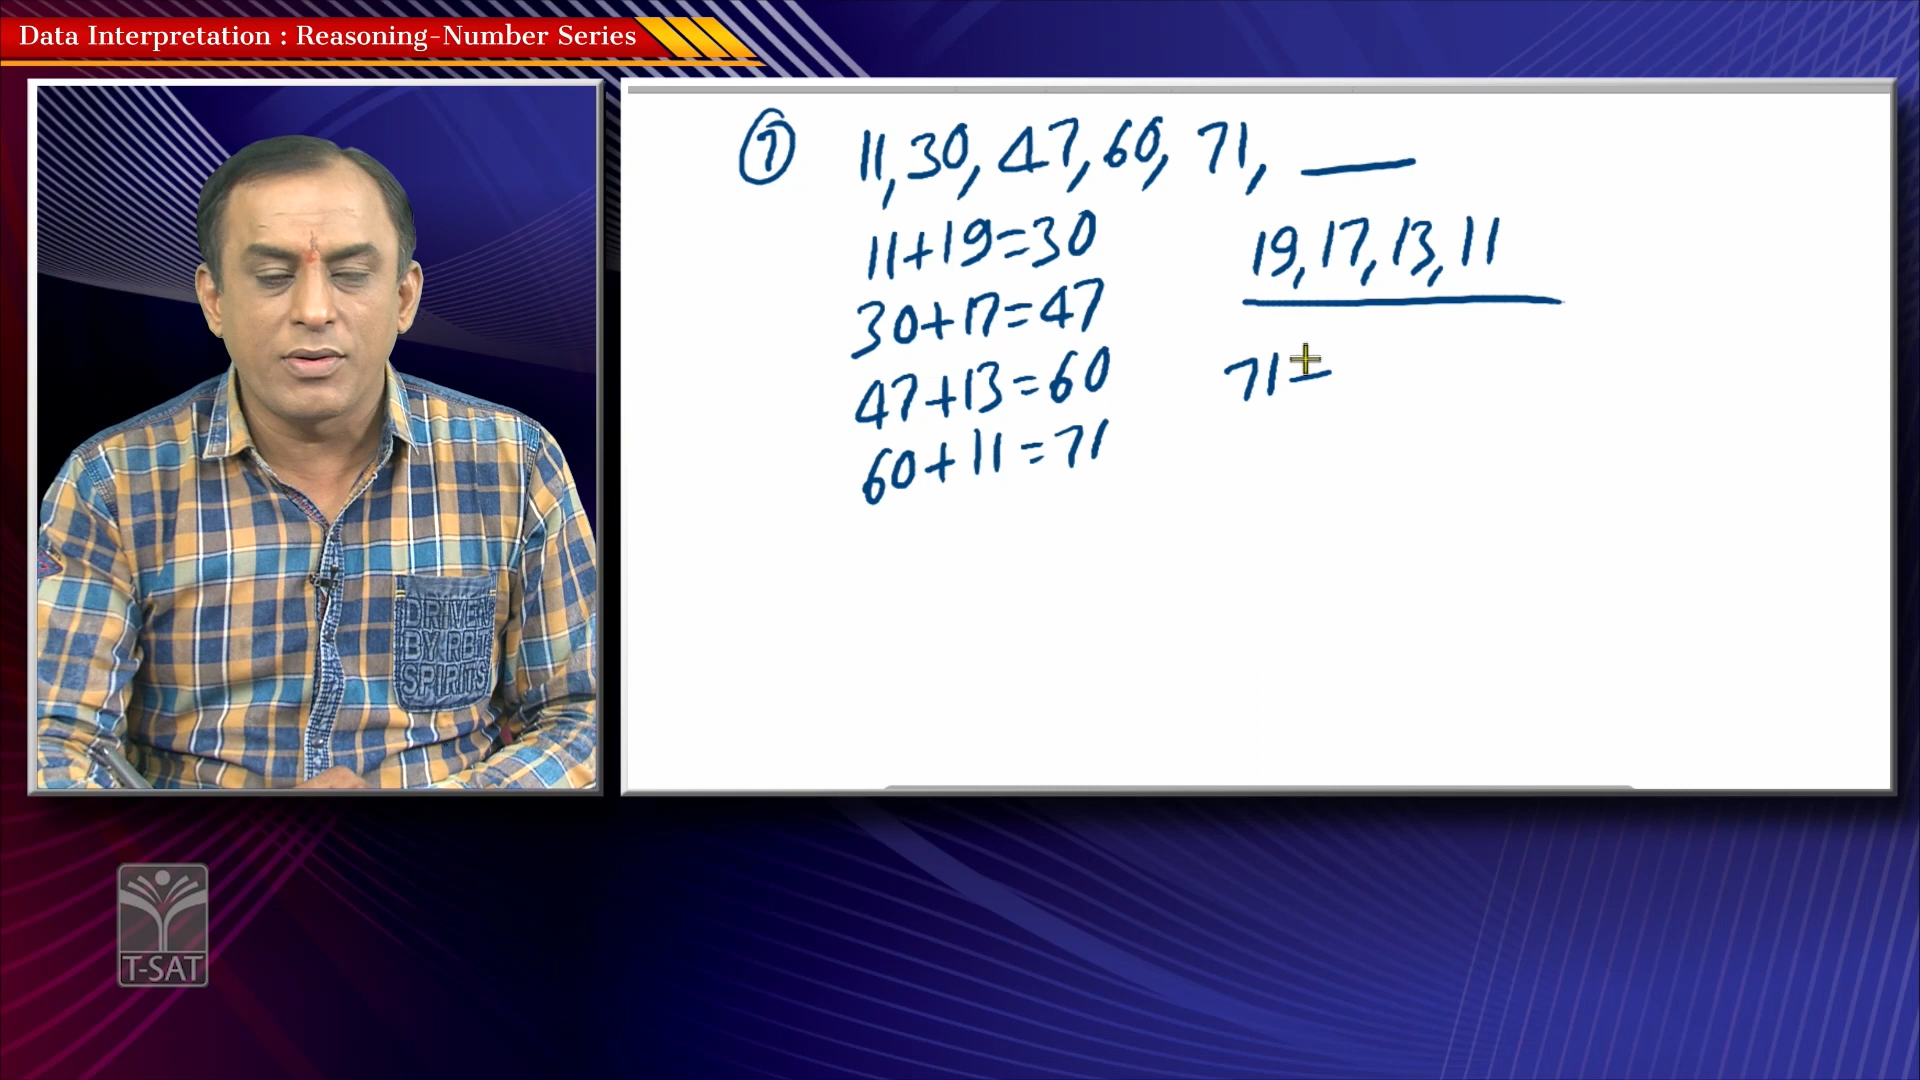 Data Interpretation : Reasoning-Number Series
⑦ 11, 30, 47, 60, 71, ___
11+19=30
30+17=47
47+13=60
60+11=71
19, 17, 13, 11
71+
DRIVEN
BY RBT
SPIRITS
T-SAT